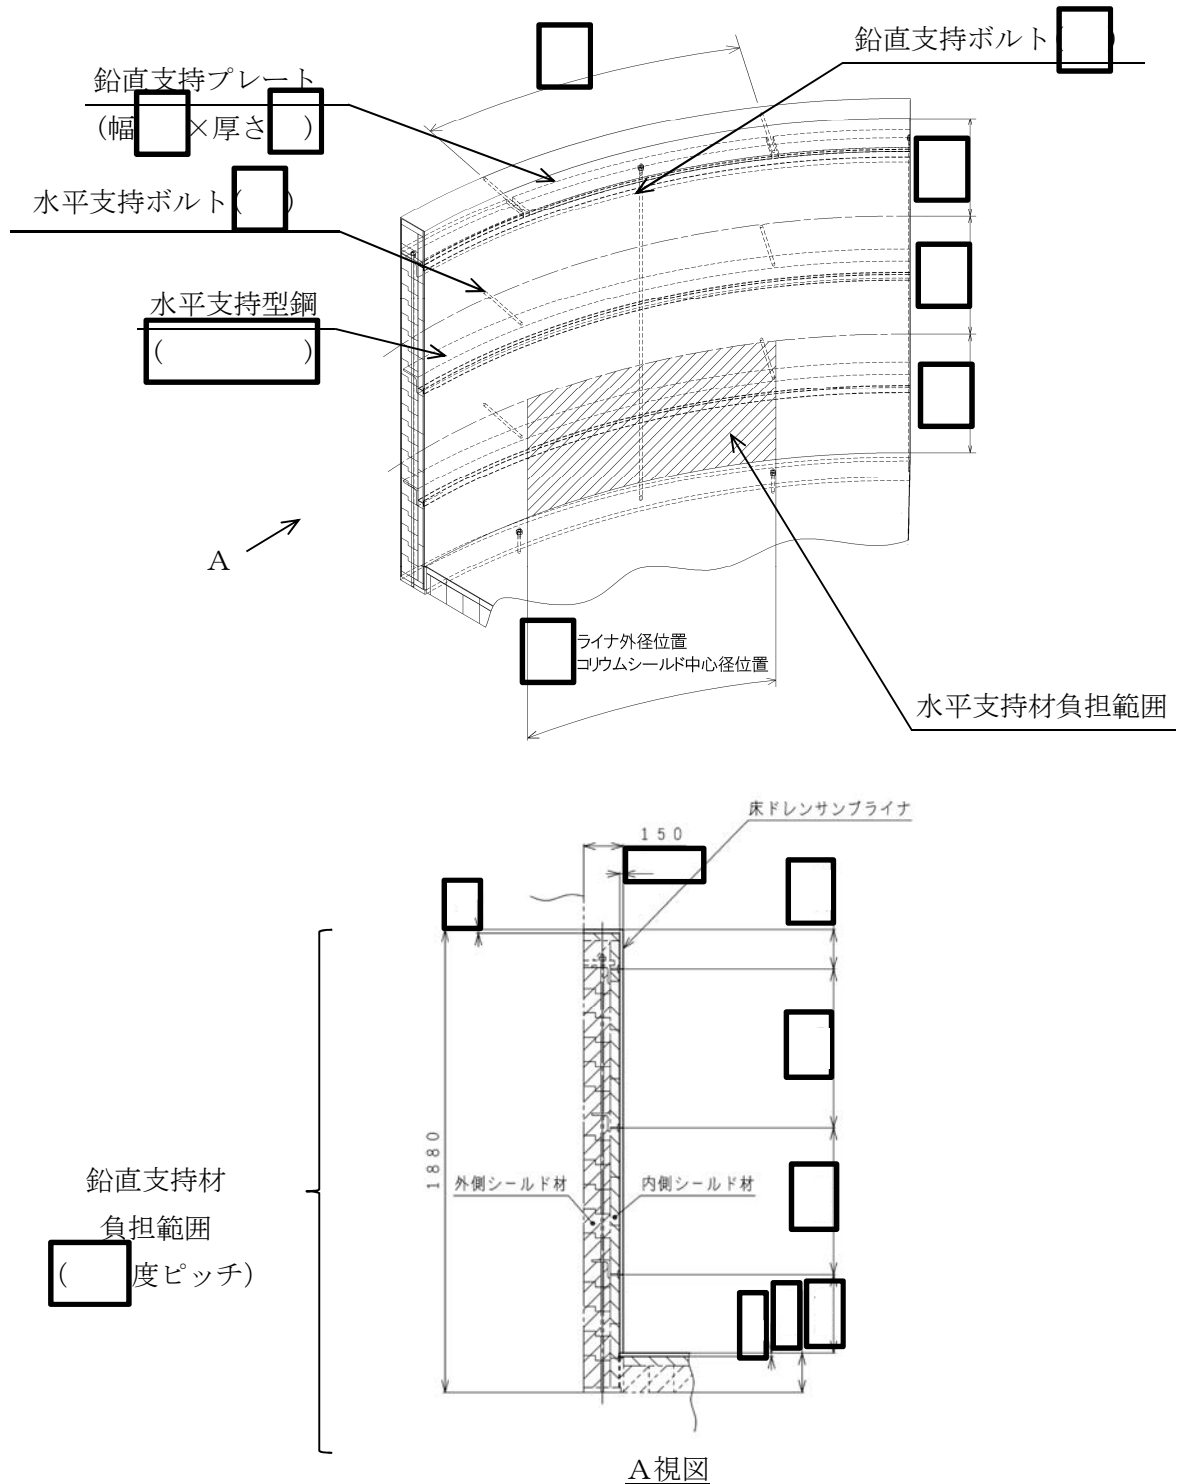 鉛直支持ボルト
鉛直支持プレート
(幅 ×厚さ )
水平支持ボルト( )
水平支持型鋼
( )
A
ライナ外径位置
コリウムシールド中心径位置
水平支持材負担範囲
床ドレンサンプライナ
150
1880
外側シールド材
内側シールド材
鉛直支持材
負担範囲
( 度ピッチ)
A視図